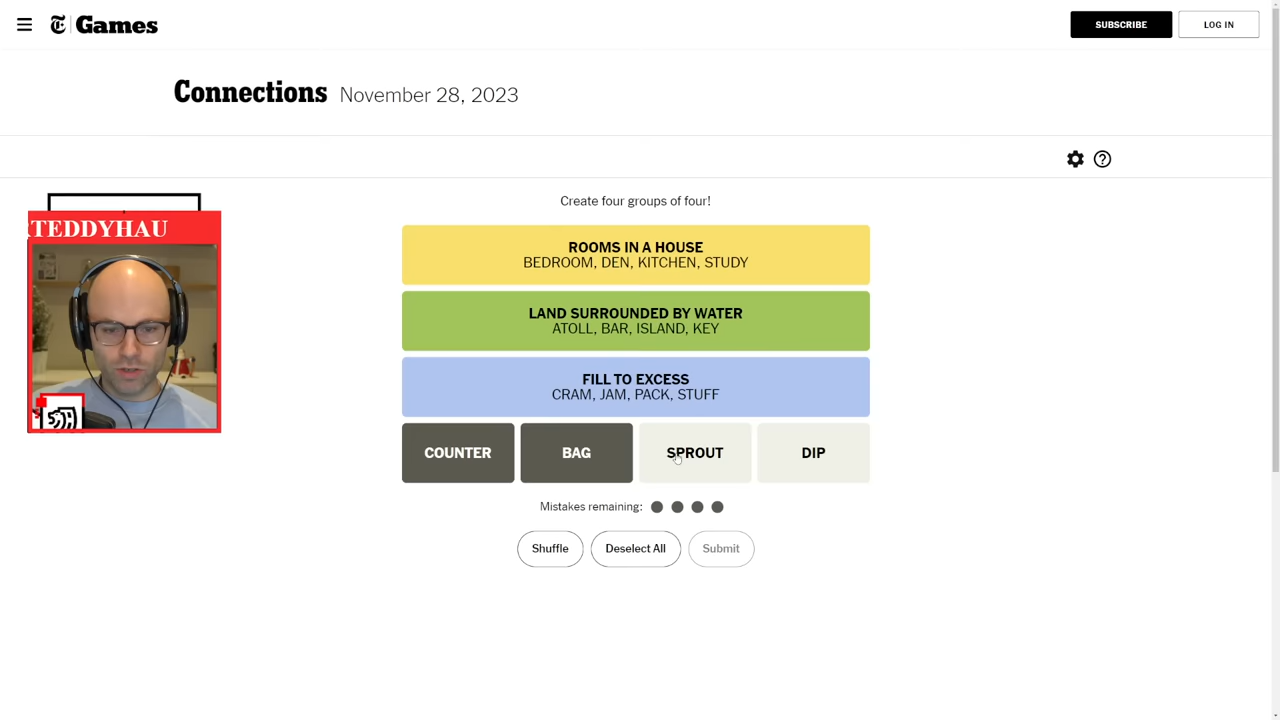 T Games
SUBSCRIBE
LOG IN
Connections November 28, 2023
Create four groups of four!
TEDDYHAU
ROOMS IN A HOUSE
BEDROOM, DEN, KITCHEN, STUDY
LAND SURROUNDED BY WATER
ATOLL, BAR, ISLAND, KEY
FILL TO EXCESS
CRAM, JAM, PACK, STUFF
COUNTER BAG SPROUT DIP
Mistakes remaining:
Shuffle Deselect All Submit